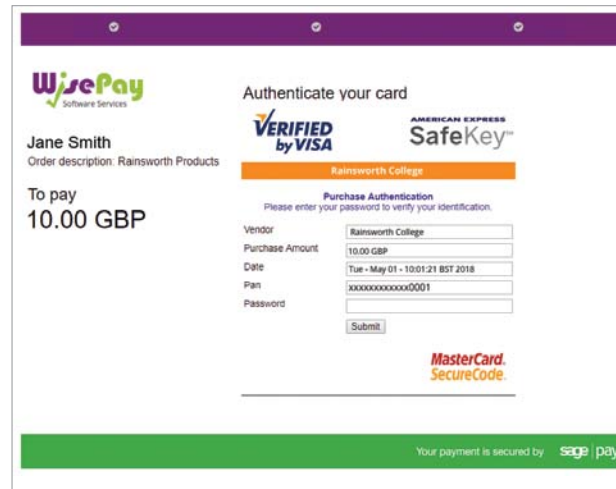 WisePay
Software Services
Jane Smith
Order description: Rainsworth Products
To pay
10.00 GBP
Authenticate your card
VERIFIED
by VISA
AMERICAN EXPRESS
SafeKey™
Rainsworth College
Purchase Authentication
Please enter your password to verify your identification.
Vendor Rainsworth College
Purchase Amount 10.00 GBP
Date Tue - May 01 - 10:01:21 BST 2018
Pan xxxxxxxxxxxx0001
Password
Submit
MasterCard.
SecureCode.
Your payment is secured by sage pay